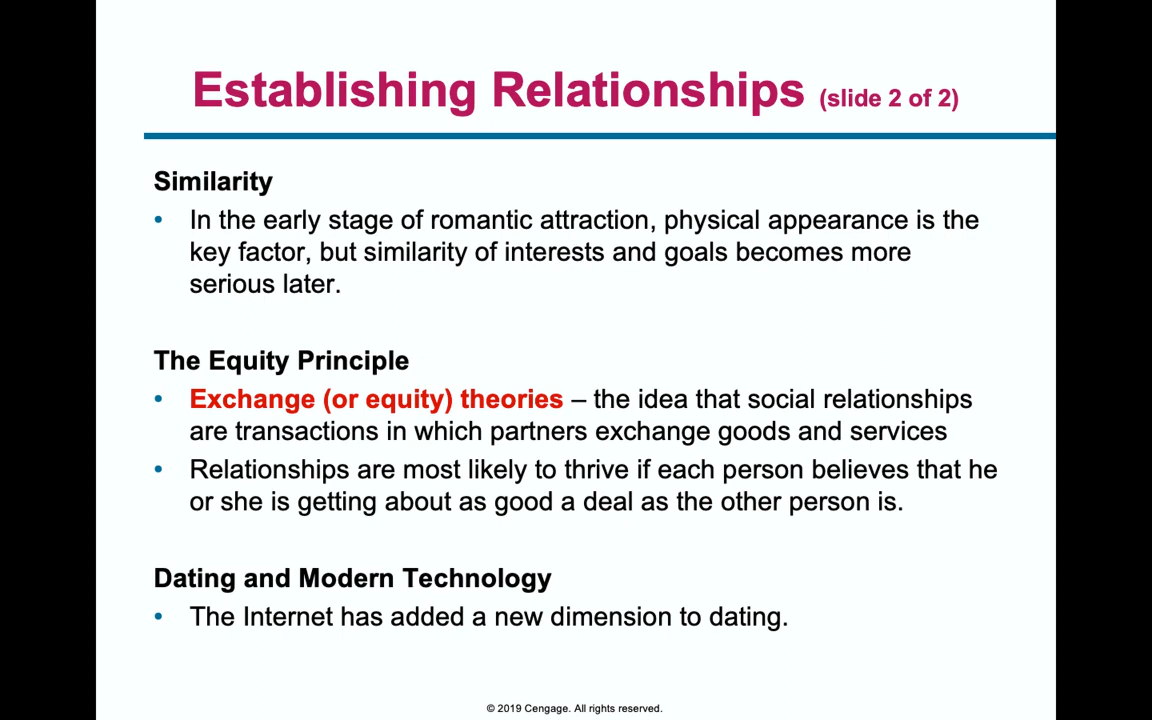 Establishing Relationships (slide 2 of 2)
Similarity
• In the early stage of romantic attraction, physical appearance is the
key factor, but similarity of interests and goals becomes more
serious later.
The Equity Principle
• Exchange (or equity) theories – the idea that social relationships
are transactions in which partners exchange goods and services
• Relationships are most likely to thrive if each person believes that he
or she is getting about as good a deal as the other person is.
Dating and Modern Technology
• The Internet has added a new dimension to dating.
© 2019 Cengage. All rights reserved.